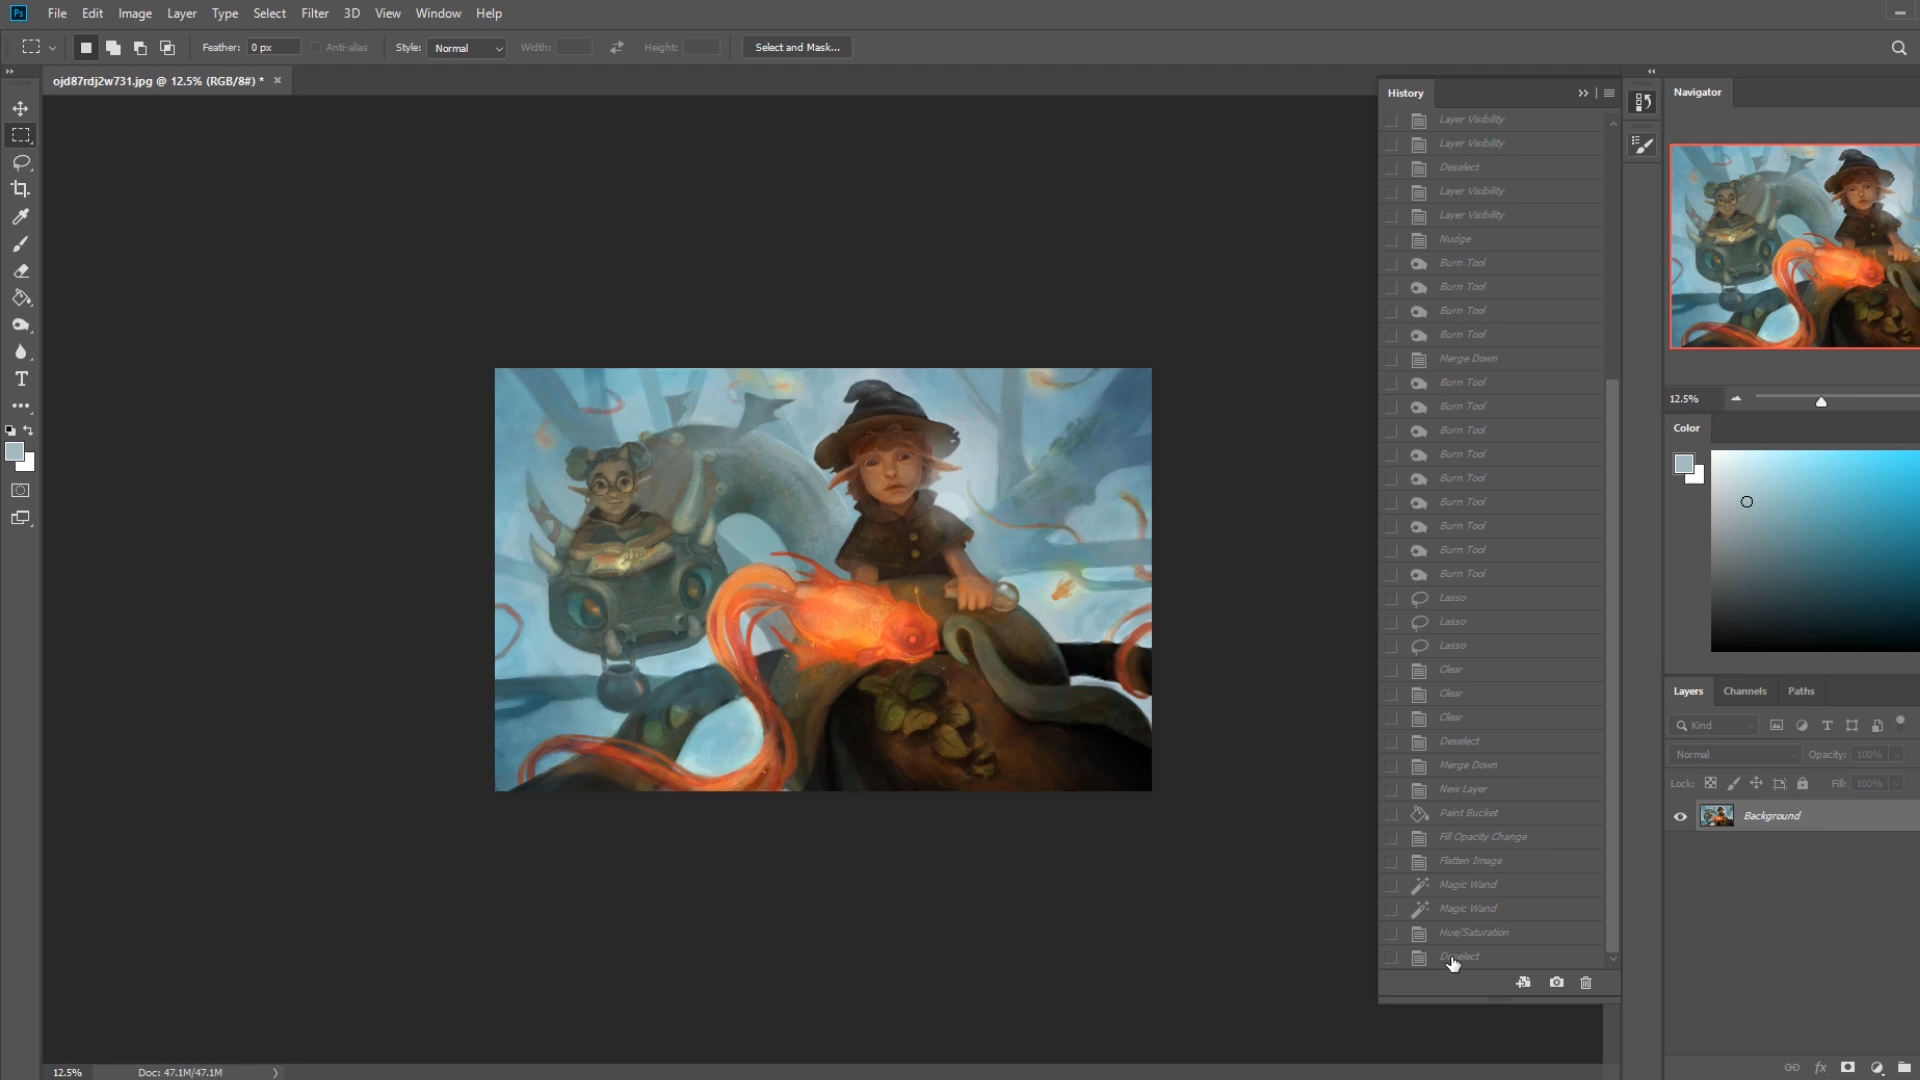 Ps File Edit Image Layer Type Select Filter 3D View Window Help
Feather: 0 px Anti-alias Style: Normal Width: Height: Select and Mask...
ojd87rdj2w731.jpg @ 12.5% (RGB/8#) *
History
Layer Visibility
Layer Visibility
Deselect
Layer Visibility
Layer Visibility
Nudge
Burn Tool
Burn Tool
Burn Tool
Burn Tool
Merge Down
Burn Tool
Burn Tool
Burn Tool
Burn Tool
Burn Tool
Burn Tool
Burn Tool
Burn Tool
Burn Tool
Lasso
Lasso
Lasso
Clear
Clear
Clear
Deselect
Merge Down
New Layer
Paint Bucket
Fill Opacity Change
Flatten Image
Magic Wand
Magic Wand
Hue/Saturation
Deselect
Navigator
12.5%
Color
Layers Channels Paths
Kind
Normal Opacity: 100%
Lock: Fill: 100%
Background
12.5% Doc: 47.1M/47.1M